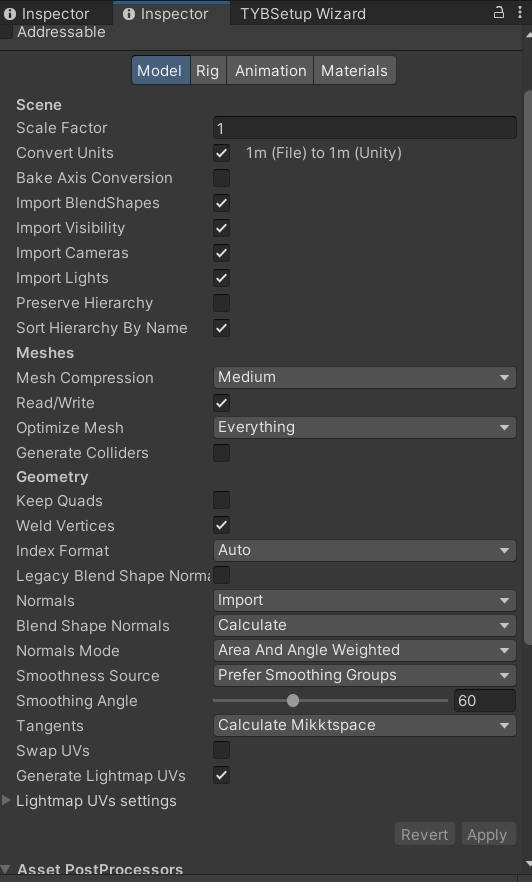 Inspector Inspector TYBSetup Wizard
Addressable
Model Rig Animation Materials
Scene
Scale Factor 1
Convert Units 1m (File) to 1m (Unity)
Bake Axis Conversion
Import BlendShapes
Import Visibility
Import Cameras
Import Lights
Preserve Hierarchy
Sort Hierarchy By Name
Meshes
Mesh Compression Medium
Read/Write
Optimize Mesh Everything
Generate Colliders
Geometry
Keep Quads
Weld Vertices
Index Format Auto
Legacy Blend Shape Norma
Normals Import
Blend Shape Normals Calculate
Normals Mode Area And Angle Weighted
Smoothness Source Prefer Smoothing Groups
Smoothing Angle 60
Tangents Calculate Mikktspace
Swap UVs
Generate Lightmap UVs
Lightmap UVs settings
Revert Apply
Asset PostProcessors